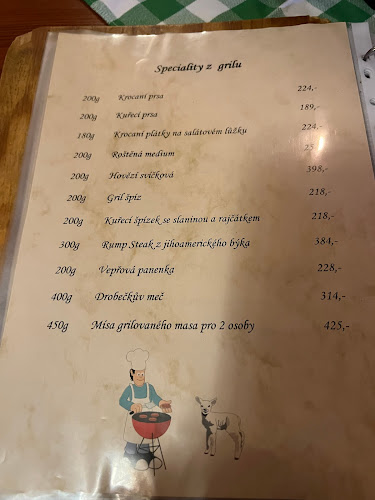 Speciality z grilu
200g Krocaní prsa 224,-
200g Kuřecí prsa 189,-
180g Krocaní plátky na salátovém lůžku 224,-
200g Roštěná medium
200g Hovězí svíčková 398,-
200g Gril špíz 218,-
200g Kuřecí špízek se slaninou a rajčátkem 218,-
300g Rump Steak z jihoamerického býka 384,-
200g Vepřová panenka 228,-
400g Drobečkův meč 314,-
450g Mísa grilovaného masa pro 2 osoby 425,-